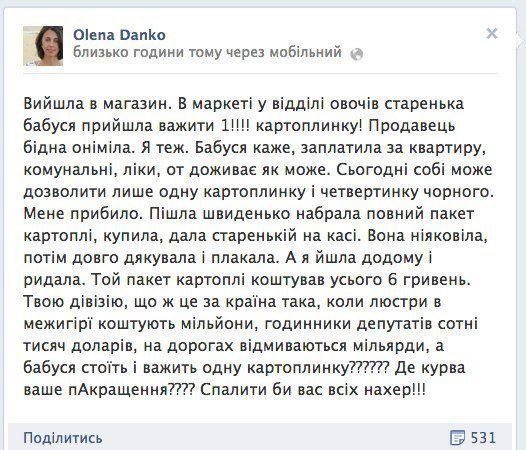 Olena Danko
близько години тому через мобільний
Вийшла в магазин. В маркеті у відділі овочів старенька
бабуся прийшла важити 1!!!! картоплинку! Продавець
бідна оніміла. Я теж. Бабуся каже, заплатила за квартиру,
комунальні, ліки, от доживає як може. Сьогодні собі може
дозволити лише одну картоплинку і четвертинку чорного.
Мене прибило. Пішла швиденько набрала повний пакет
картоплі, купила, дала старенькій на касі. Вона ніяковіла,
потім довго дякувала і плакала. А я йшла додому і
ридала. Той пакет картоплі коштував усього 6 гривень.
Твою дівізію, що ж це за країна така, коли люстри в
межигірї коштують мільйони, годинники депутатів сотні
тисяч доларів, на дорогах відмиваються мільярди, а
бабуся стоїть і важить одну картоплинку?????? Де курва
ваше пАкращення???? Спалити би вас всіх нахер!!!
Поділитись
531